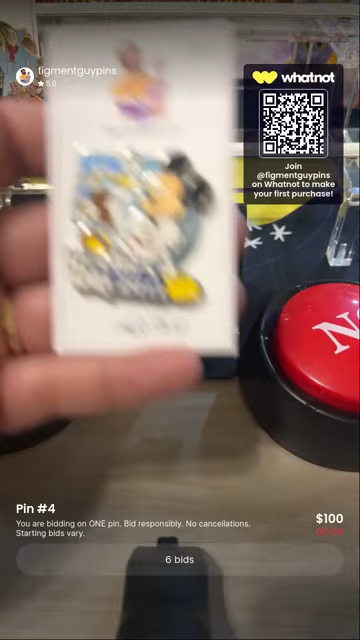 figmentguypins
★ 5.0
whatnot
Join
@figmentguypins
on Whatnot to make
your first purchase!
N
Pin #4
You are bidding on ONE pin. Bid responsibly. No cancellations.
Starting bids vary.
$100
6 bids